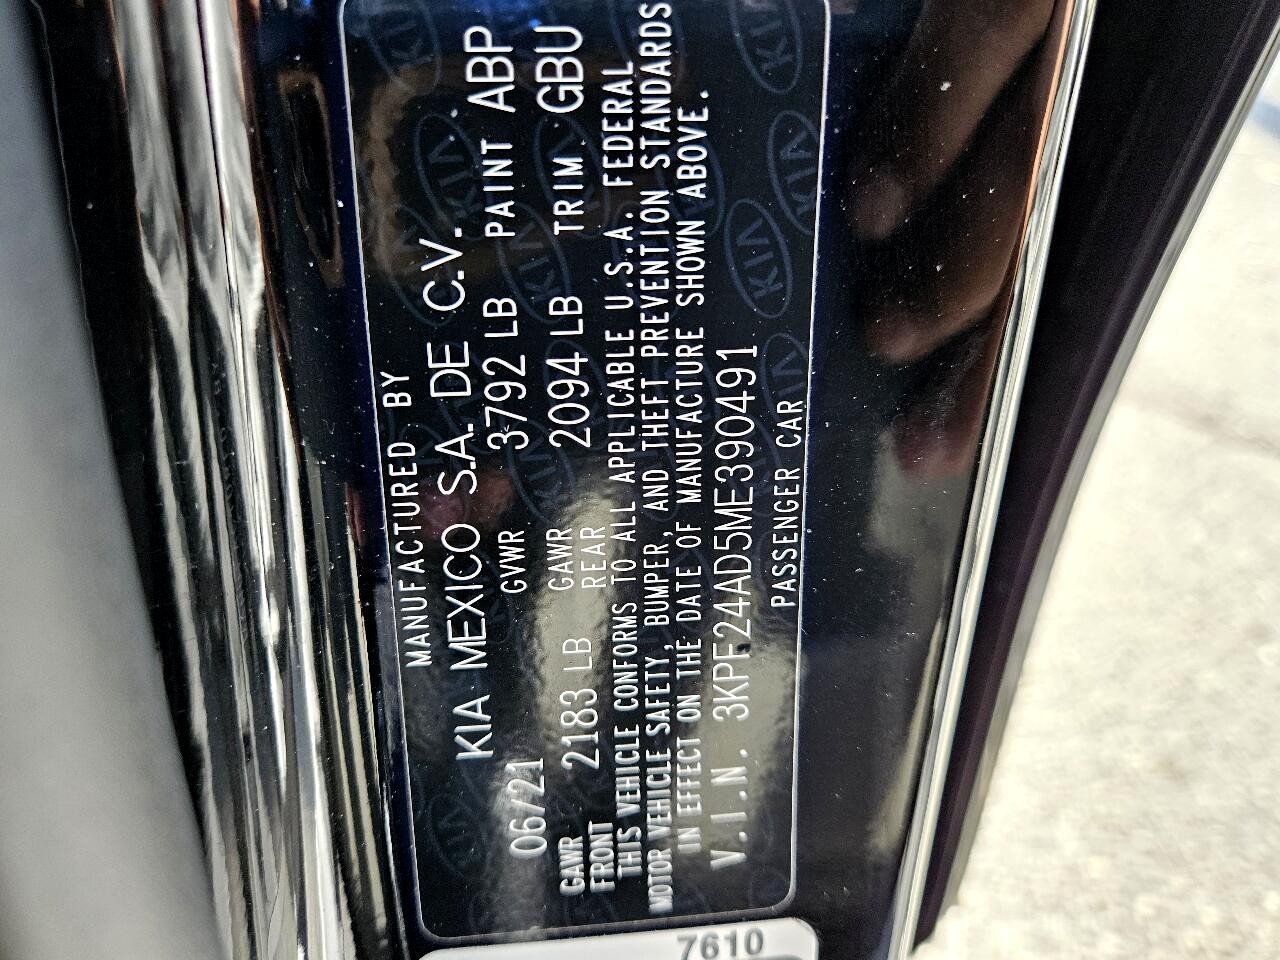 MANUFACTURED BY
KIA MEXICO S.A. DE C.V.
06/21 GVWR 3792 LB PAINT ABP
GAWR FRONT 2183 LB GAWR REAR 2094 LB TRIM GBU
THIS VEHICLE CONFORMS TO ALL APPLICABLE U.S.A. FEDERAL
MOTOR VEHICLE SAFETY, BUMPER, AND THEFT PREVENTION STANDARDS
IN EFFECT ON THE DATE OF MANUFACTURE SHOWN ABOVE.
V.I.N. 3KPF24AD5ME390491
PASSENGER CAR
7610